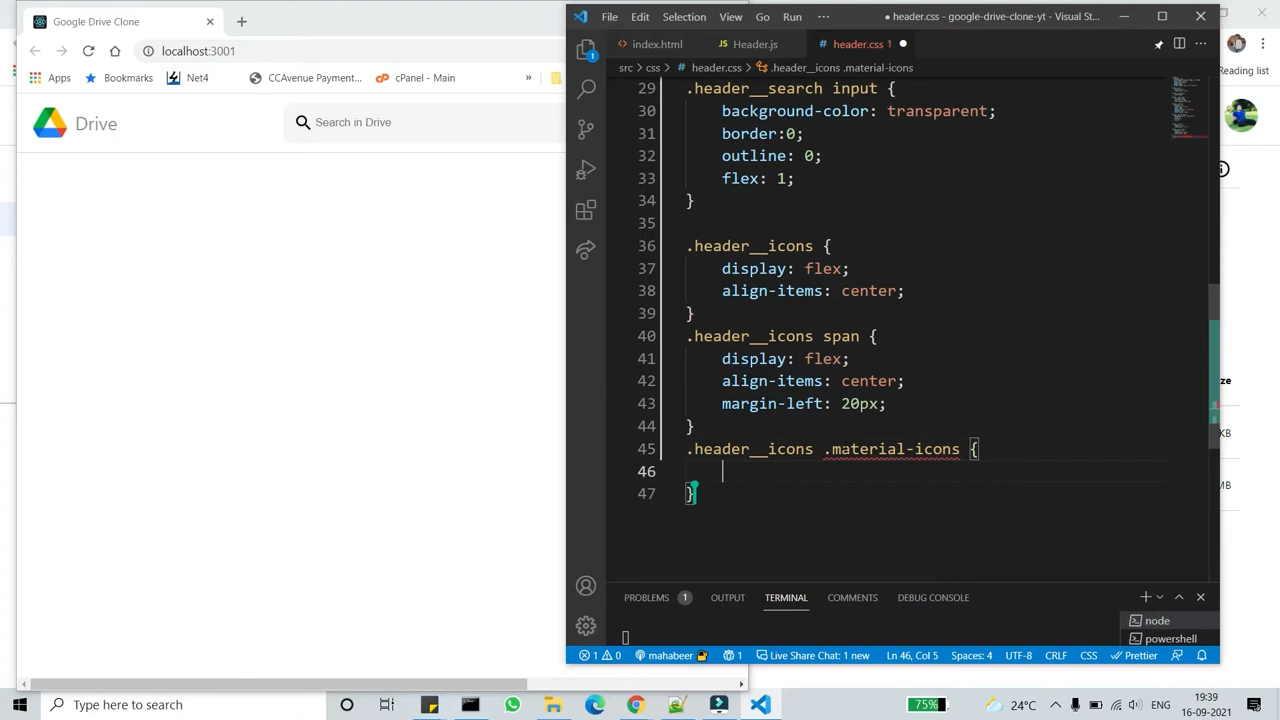 Google Drive Clone
localhost:3001
Apps
Bookmarks
Net4
CCAvenue Payment...
cPanel - Main
»
Drive
Search in Drive
File Edit Selection View Go Run ···
● header.css - google-drive-clone-yt - Visual St...
index.html
JS Header.js
# header.css 1
src > css > # header.css > .header__icons .material-icons
29 .header__search input {
30 background-color: transparent;
31 border:0;
32 outline: 0;
33 flex: 1;
34 }
35
36 .header__icons {
37 display: flex;
38 align-items: center;
39 }
40 .header__icons span {
41 display: flex;
42 align-items: center;
43 margin-left: 20px;
44 }
45 .header__icons .material-icons {
46
47 }
PROBLEMS 1 OUTPUT TERMINAL COMMENTS DEBUG CONSOLE
node
powershell
1 0 mahabeer 1 Live Share Chat: 1 new Ln 46, Col 5 Spaces: 4 UTF-8 CRLF CSS Prettier
Reading list
ze
KB
MB
Type here to search
75%
24°C
ENG
19:39
16-09-2021